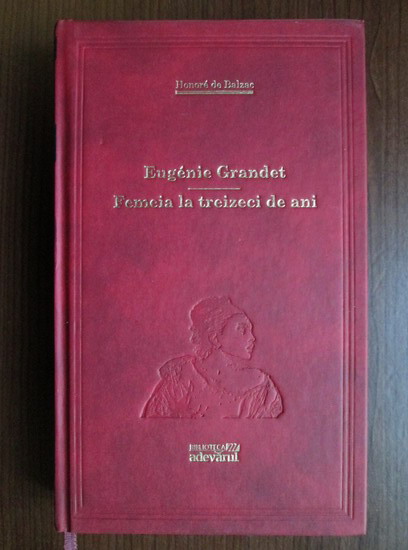 Honoré de Balzac
Eugénie Grandet
Femeia la treizeci de ani
BIBLIOTECA
adevărul